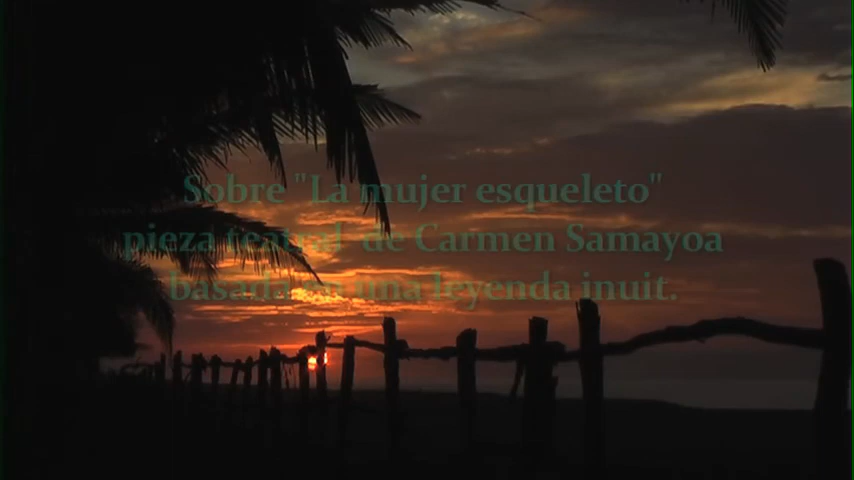 Sobre "La mujer esqueleto"
pieza teatral de Carmen Samayoa
basada en una leyenda inuit.